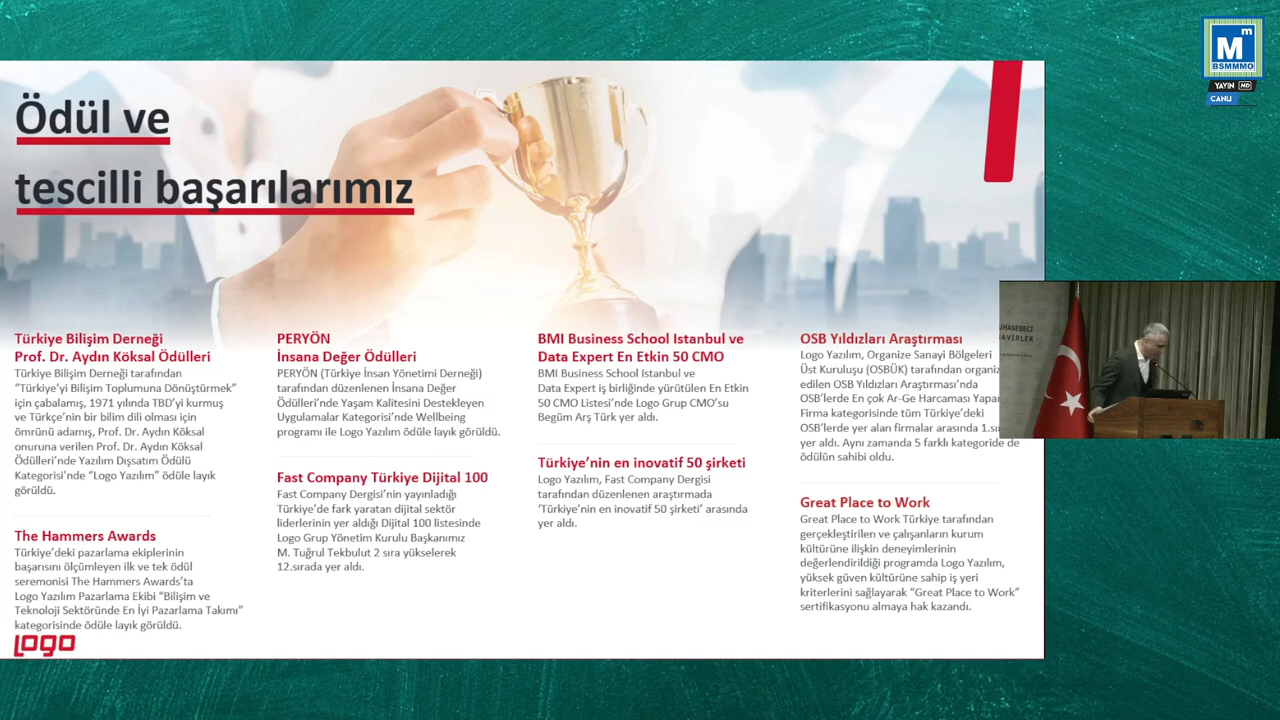 Ödül ve
tescilli başarılarımız
Türkiye Bilişim Derneği
Prof. Dr. Aydın Köksal Ödülleri
Türkiye Bilişim Derneği tarafından
“Türkiye’yi Bilişim Toplumuna Dönüştürmek”
için çabalamış, 1971 yılında TBD’yi kurmuş
ve Türkçe’nin bir bilim dili olması için
ömrünü adamış, Prof. Dr. Aydın Köksal
onuruna verilen Prof. Dr. Aydın Köksal
Ödülleri’nde Yazılım Dışsatım Ödülü
Kategorisi’nde “Logo Yazılım” ödüle layık
görüldü.
The Hammers Awards
Türkiye’deki pazarlama ekiplerinin
başarısını ölçümleyen ilk ve tek ödül
seremonisi The Hammers Awards’ta
Logo Yazılım Pazarlama Ekibi “Bilişim ve
Teknoloji Sektöründe En İyi Pazarlama Takımı”
kategorisinde ödüle layık görüldü.
LOGO
PERYÖN
İnsana Değer Ödülleri
PERYÖN (Türkiye İnsan Yönetimi Derneği)
tarafından düzenlenen İnsana Değer
Ödülleri’nde Yaşam Kalitesini Destekleyen
Uygulamalar Kategorisi’nde Wellbeing
programı ile Logo Yazılım ödüle layık görüldü.
Fast Company Türkiye Dijital 100
Fast Company Dergisi’nin yayınladığı
Türkiye’de fark yaratan dijital sektör
liderlerinin yer aldığı Dijital 100 listesinde
Logo Grup Yönetim Kurulu Başkanımız
M. Tuğrul Tekbulut 2 sıra yükselerek
12.sırada yer aldı.
BMI Business School Istanbul ve
Data Expert En Etkin 50 CMO
BMI Business School Istanbul ve
Data Expert iş birliğinde yürütülen En Etkin
50 CMO Listesi’nde Logo Grup CMO’su
Begüm Arş Türk yer aldı.
Türkiye’nin en inovatif 50 şirketi
Logo Yazılım, Fast Company Dergisi
tarafından düzenlenen araştırmada
‘Türkiye’nin en inovatif 50 şirketi’ arasında
yer aldı.
OSB Yıldızları Araştırması
Logo Yazılım, Organize Sanayi Bölgeleri
Üst Kuruluşu (OSBÜK) tarafından organiz
edilen OSB Yıldızları Araştırması’nda
OSB’lerde En çok Ar-Ge Harcaması Yapan
Firma kategorisinde tüm Türkiye’deki
OSB’lerde yer alan firmalar arasında 1.sır
yer aldı. Aynı zamanda 5 farklı kategoride de
ödülün sahibi oldu.
Great Place to Work
Great Place to Work Türkiye tarafından
gerçekleştirilen ve çalışanların kurum
kültürüne ilişkin deneyimlerinin
değerlendirildiği programda Logo Yazılım,
yüksek güven kültürüne sahip iş yeri
kriterlerini sağlayarak “Great Place to Work”
sertifikasyonu almaya hak kazandı.
Mm
BSMMMO
YAYIN HD
CANLI